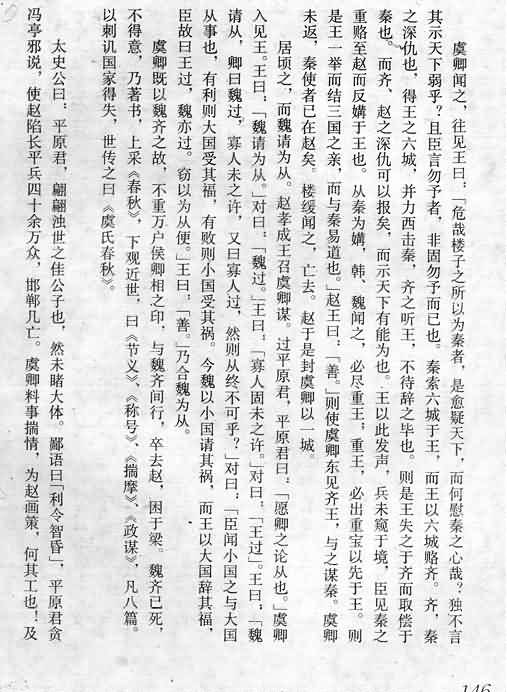 虞卿闻之，往见王曰：「危哉楼子之所以为秦者，是愈疑天下，而何慰秦之心哉？独不言
其示天下弱乎？且臣言勿予者，非固勿予而已也。秦索六城于王，而王以六城赂齐。齐，秦
之深仇也，得王之六城，并力西击秦，齐之听王，不待辞之毕也。则是王失之于齐而取偿于
秦也。而齐、赵之深仇可以报矣，而示天下有能为也。王以此发声，兵未窥于境，臣见秦之
重赂至赵而反媾于王也。从秦为媾，韩、魏闻之，必尽重王；重王，必出重宝以先于王。则
是王一举而结三国之亲，而与秦易道也。」赵王曰：「善。」则使虞卿东见齐王，与之谋秦。虞卿
未返，秦使者已在赵矣。楼缓闻之，亡去。赵于是封虞卿以一城。
居顷之，而魏请为从。赵孝成王召虞卿谋。过平原君，平原君曰：「愿卿之论从也。」虞卿
入见王。王曰：「魏请为从。」对曰：「魏过。」王曰：「寡人固未之许。」对曰：「王过。」王曰：「魏
请从，卿曰魏过，寡人未之许，又曰寡人过，然则从终不可乎？」对曰：「臣闻小国之与大国
从事也，有利则大国受其福，有败则小国受其祸。今魏以小国请其祸，而王以大国辞其福，
臣故曰王过，魏亦过。窃以为从便。」王曰：「善。」乃合魏为从。
虞卿既以魏齐之故，不重万户侯卿相之印，与魏齐间行，卒去赵，困于梁。魏齐已死，
不得意，乃著书，上采《春秋》，下观近世，曰《节义》、《称号》、《揣摩》、《政谋》，凡八篇。
以刺讥国家得失，世传之曰《虞氏春秋》。
太史公曰：平原君，翩翩浊世之佳公子也，然未睹大体。鄙语曰「利令智昏」，平原君贪
冯亭邪说，使赵陷长平兵四十余万众，邯郸几亡。虞卿料事揣情，为赵画策，何其工也！及
146